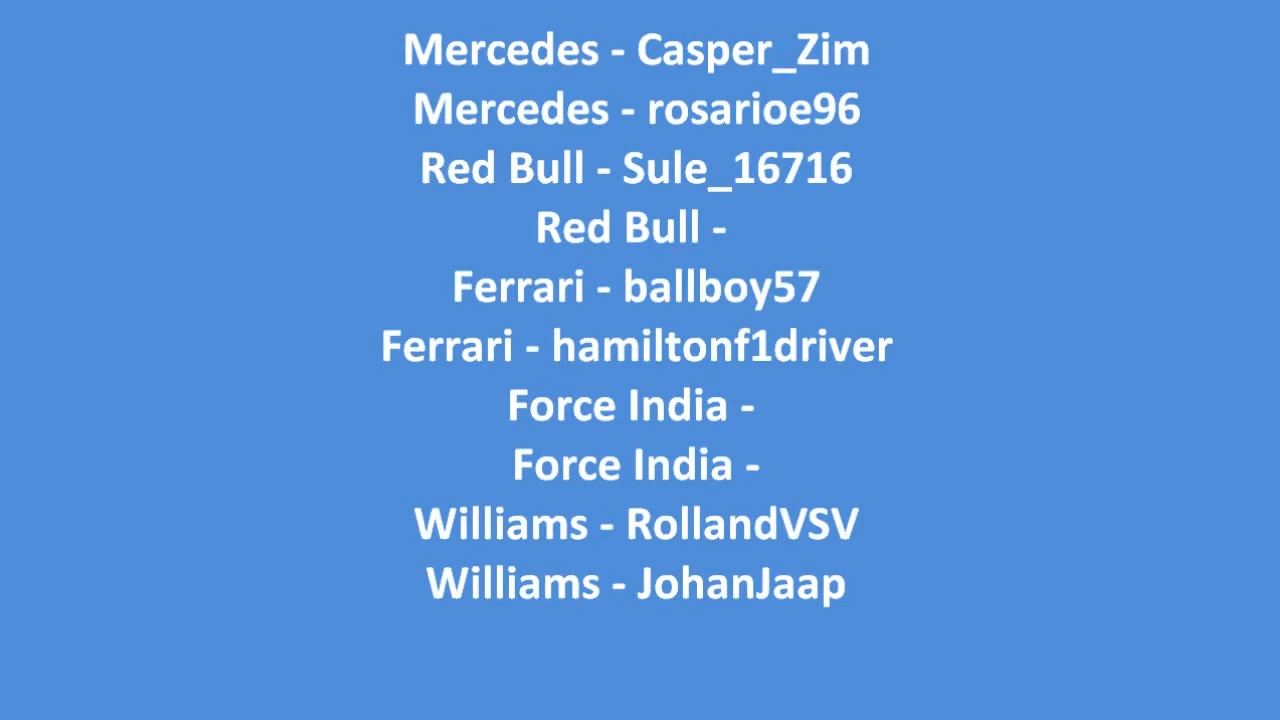 Mercedes - Casper_Zim
Mercedes - rosarioe96
Red Bull - Sule_16716
Red Bull -
Ferrari - ballboy57
Ferrari - hamiltonf1driver
Force India -
Force India -
Williams - RollandVSV
Williams - JohanJaap